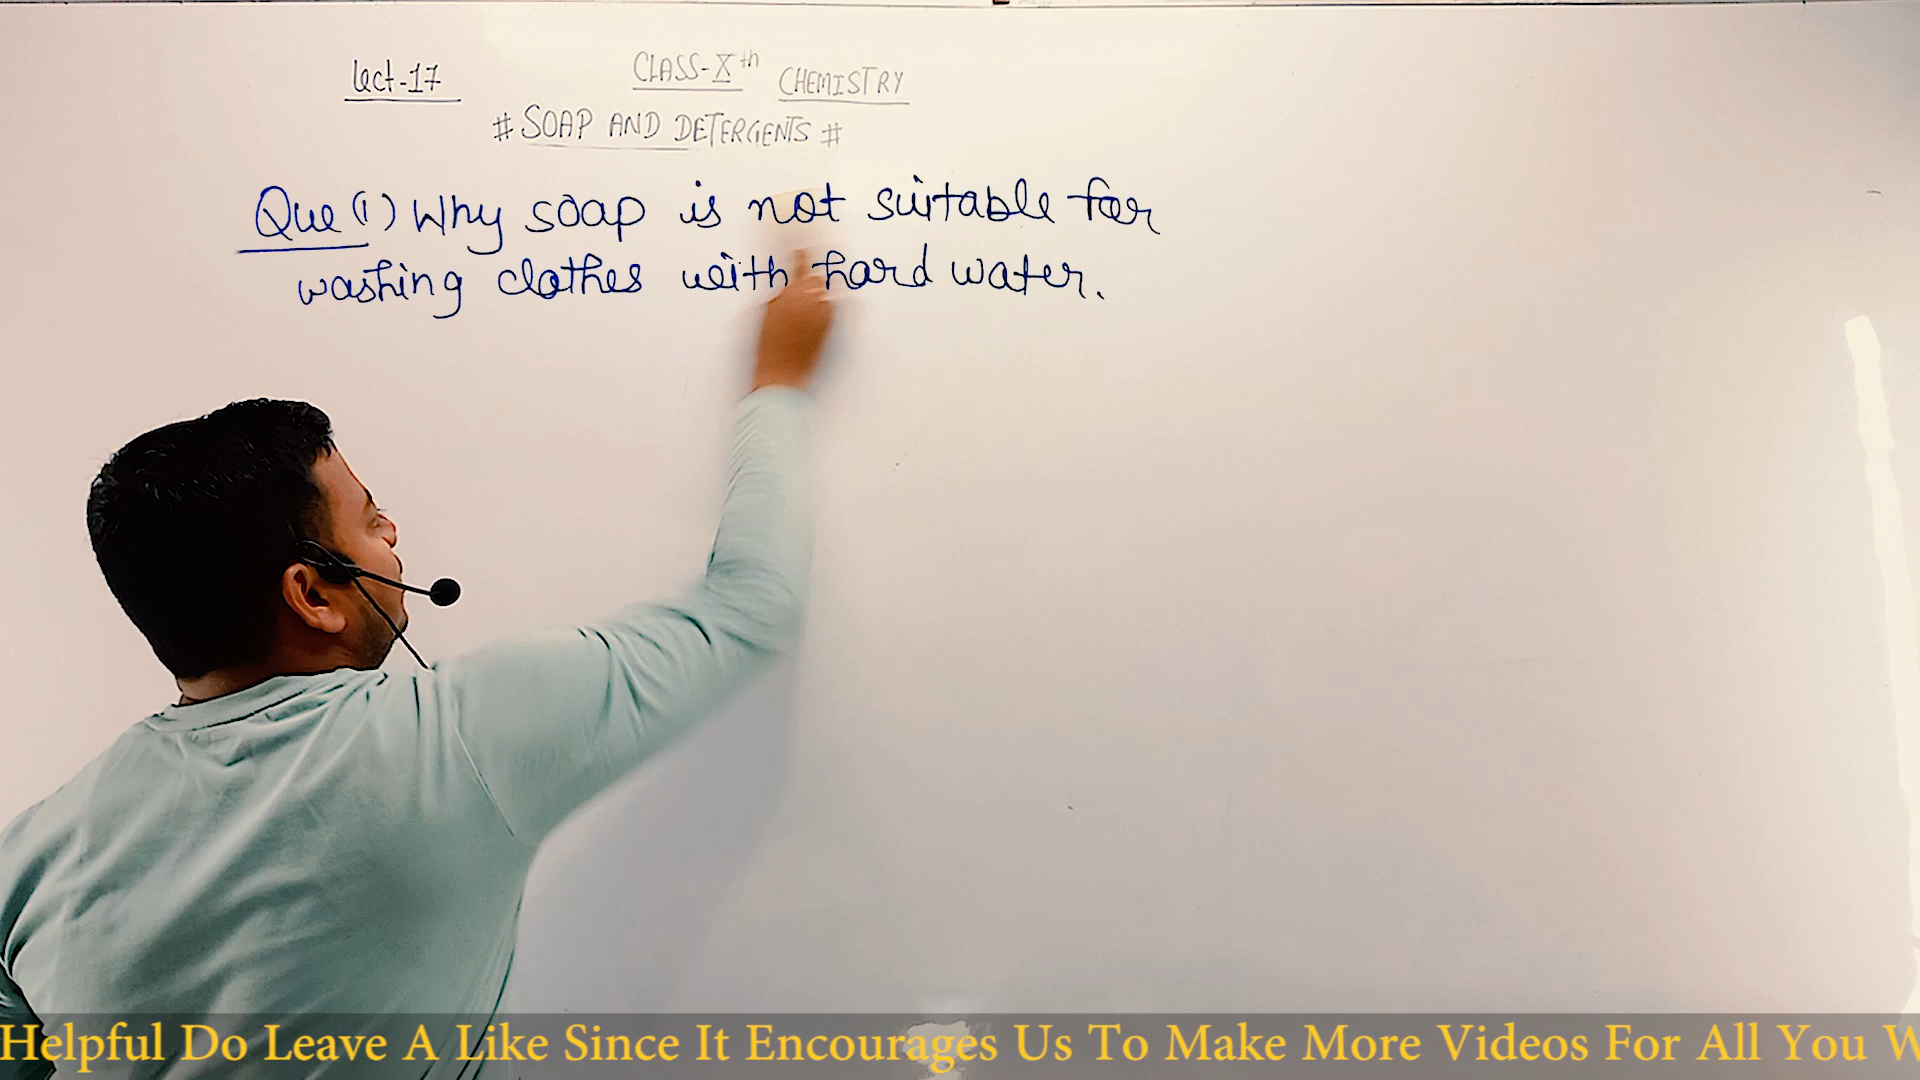 Lect-17 CLASS-Xth CHEMISTRY
# SOAP AND DETERGENTS #
Que (1) Why soap is not suitable for
washing clothes with hard water.
Helpful Do Leave A Like Since It Encourages Us To Make More Videos For All You W